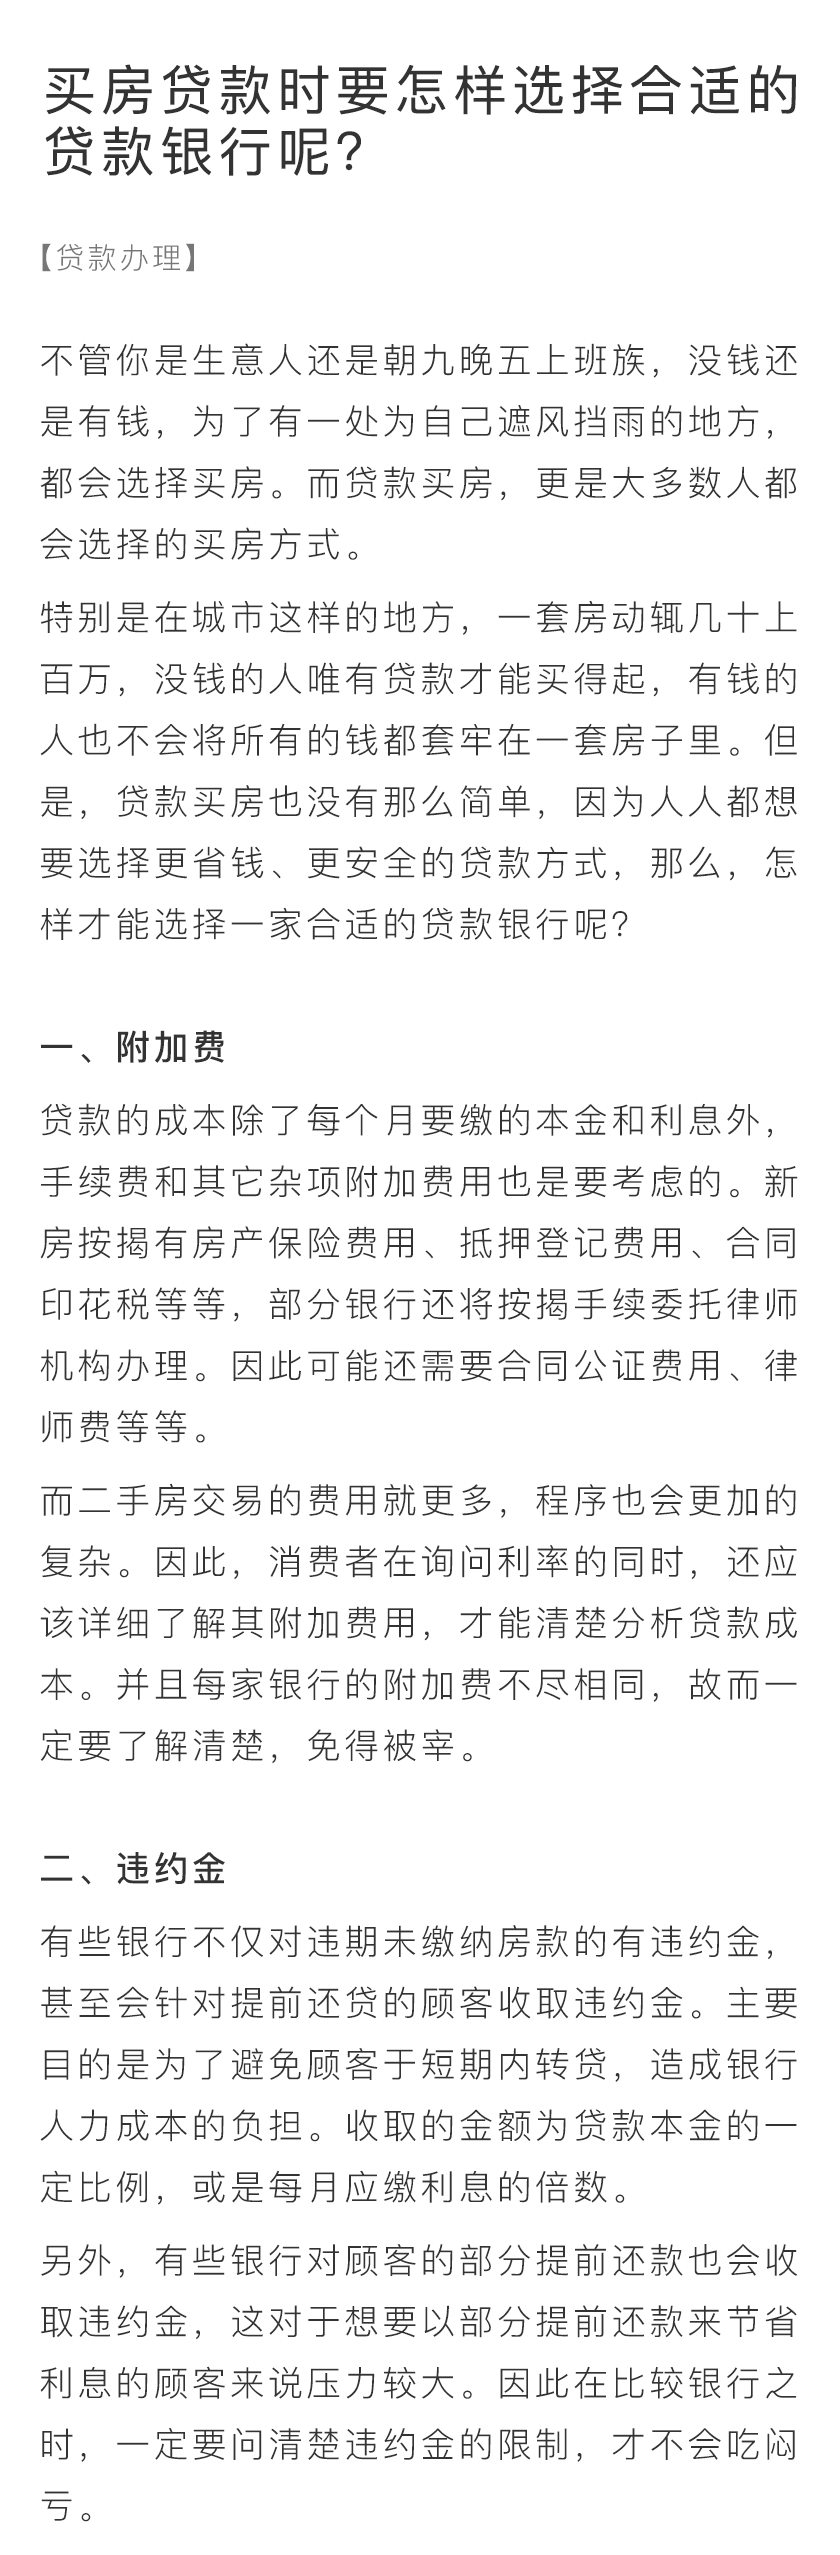 买房贷款时要怎样选择合适的
贷款银行呢?
【贷款办理】
不管你是生意人还是朝九晚五上班族，没钱还
是有钱，为了有一处为自己遮风挡雨的地方，
都会选择买房。而贷款买房，更是大多数人都
会选择的买房方式。
特别是在城市这样的地方，一套房动辄几十上
百万，没钱的人唯有贷款才能买得起，有钱的
人也不会将所有的钱都套牢在一套房子里。但
是，贷款买房也没有那么简单，因为人人都想
要选择更省钱、更安全的贷款方式，那么，怎
样才能选择一家合适的贷款银行呢?
一、附加费
贷款的成本除了每个月要缴的本金和利息外，
手续费和其它杂项附加费用也是要考虑的。新
房按揭有房产保险费用、抵押登记费用、合同
印花税等等，部分银行还将按揭手续委托律师
机构办理。因此可能还需要合同公证费用、律
师费等等。
而二手房交易的费用就更多，程序也会更加的
复杂。因此，消费者在询问利率的同时，还应
该详细了解其附加费用，才能清楚分析贷款成
本。并且每家银行的附加费不尽相同，故而一
定要了解清楚，免得被宰。
二、违约金
有些银行不仅对违期未缴纳房款的有违约金，
甚至会针对提前还贷的顾客收取违约金。主要
目的是为了避免顾客于短期内转贷，造成银行
人力成本的负担。收取的金额为贷款本金的一
定比例，或是每月应缴利息的倍数。
另外，有些银行对顾客的部分提前还款也会收
取违约金，这对于想要以部分提前还款来节省
利息的顾客来说压力较大。因此在比较银行之
时，一定要问清楚违约金的限制，才不会吃闷
亏。